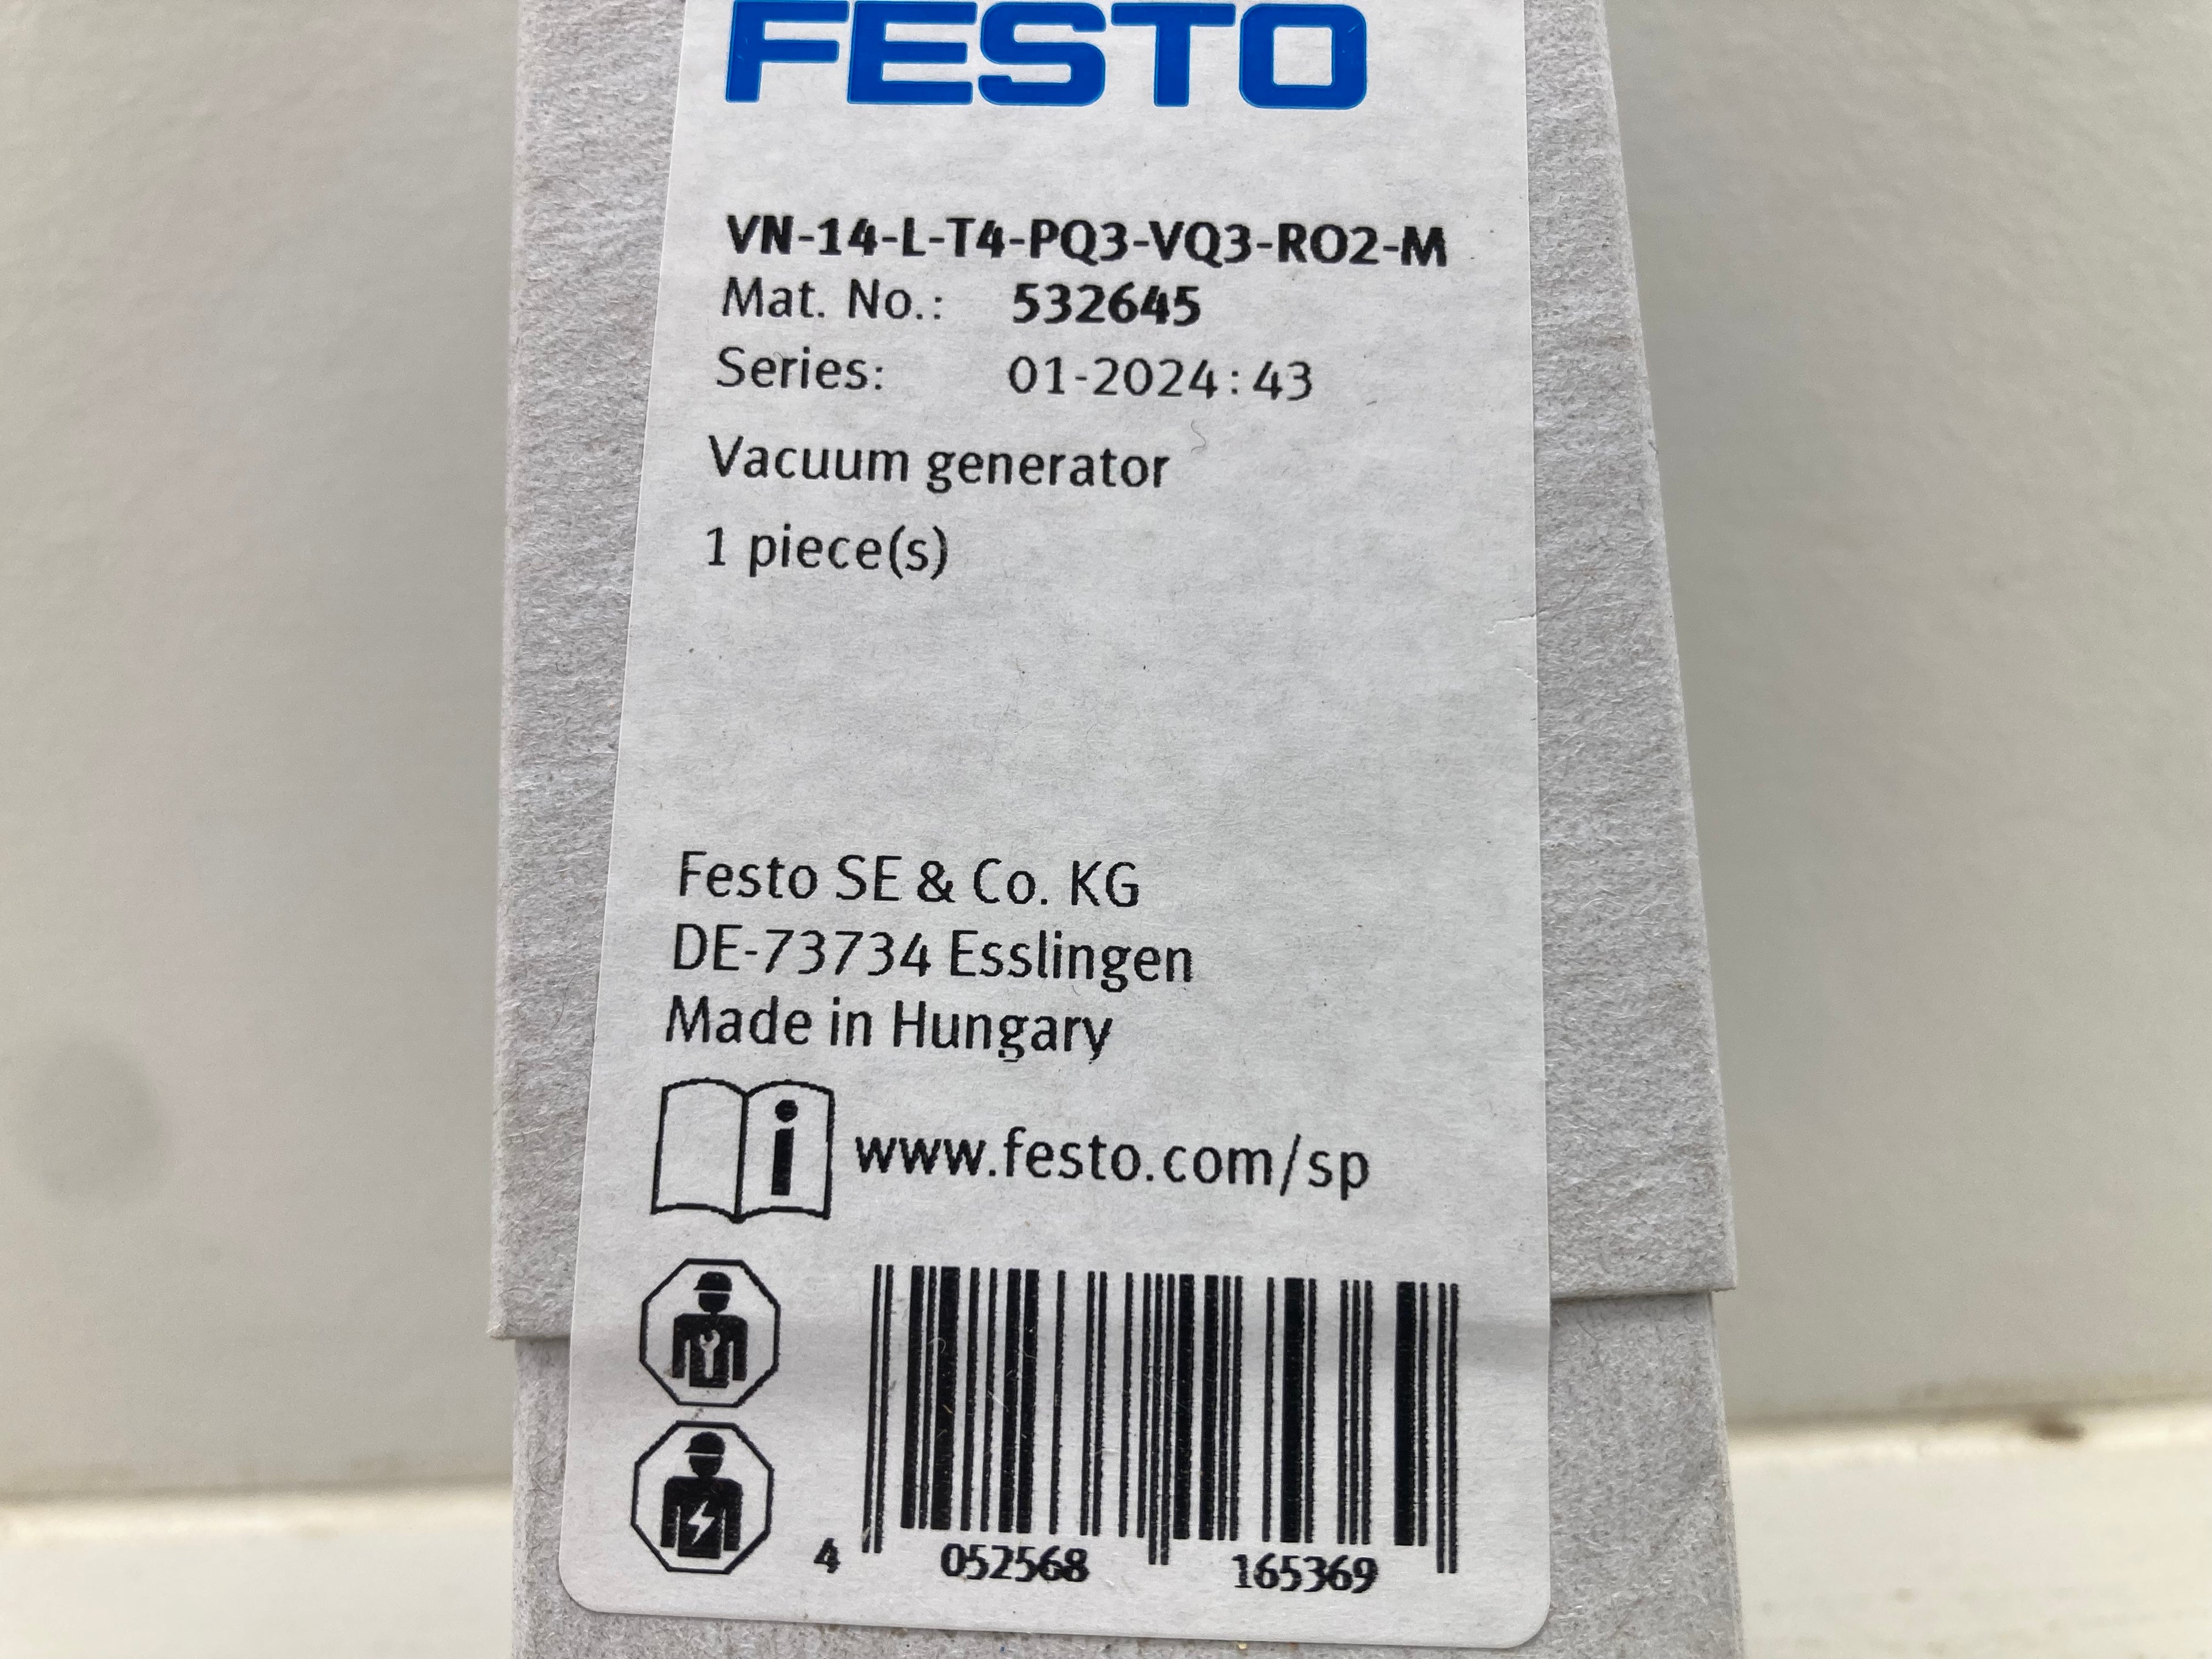 FESTO
VN-14-L-T4-PQ3-VQ3-RO2-M
Mat. No.: 532645
Series: 01-2024:43
Vacuum generator
1 piece(s)
Festo SE & Co. KG
DE-73734 Esslingen
Made in Hungary
i www.festo.com/sp
4 052568 165369